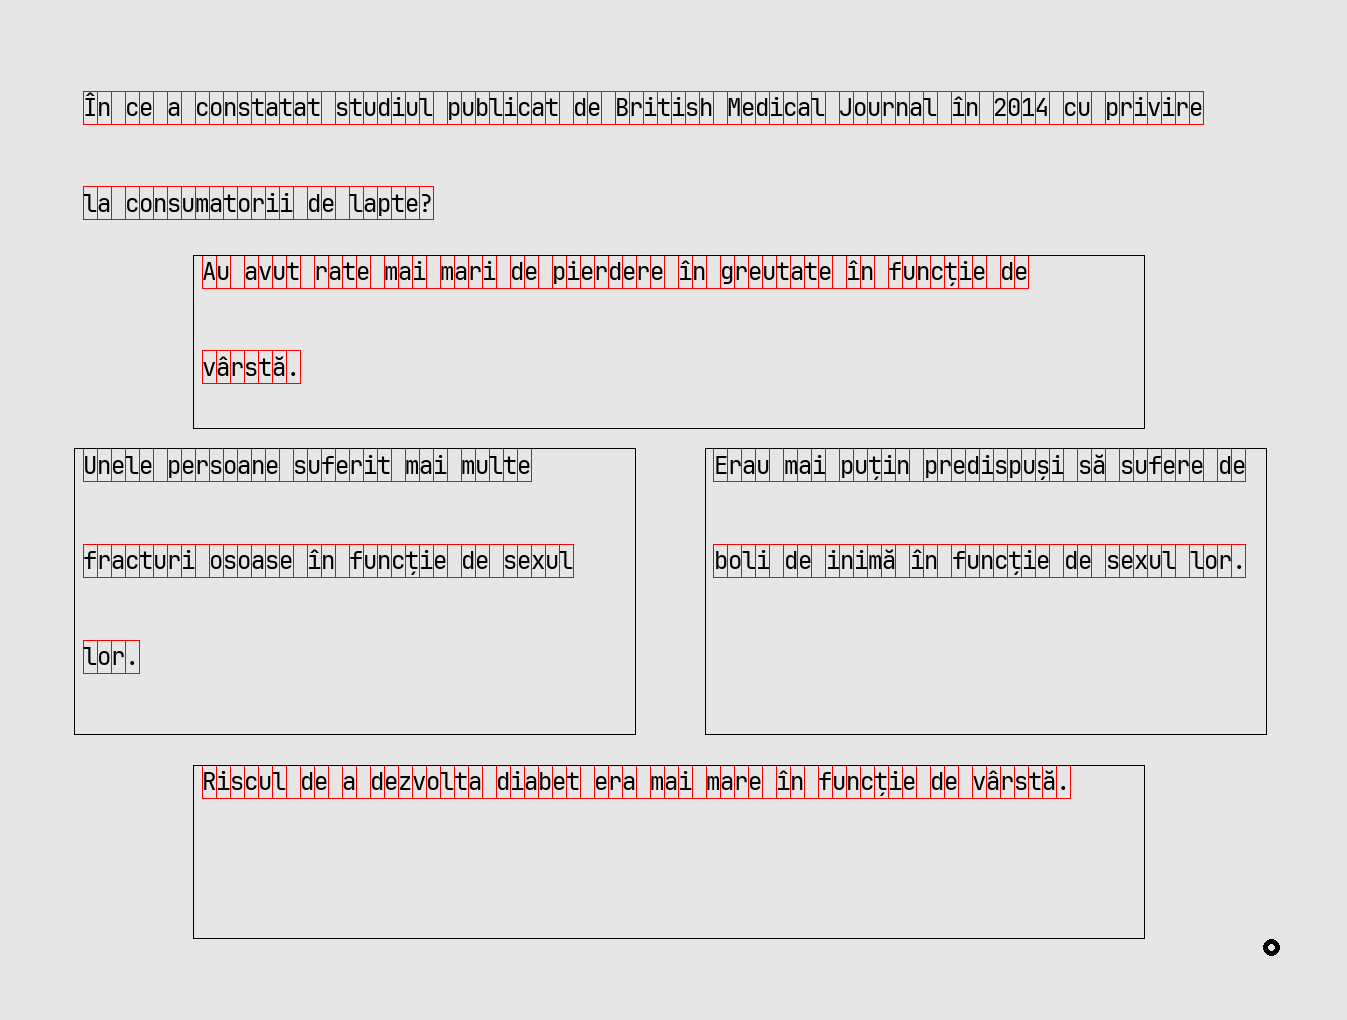 În ce a constatat studiul publicat de British Medical Journal în 2014 cu privire
la consumatorii de lapte?
Au avut rate mai mari de pierdere în greutate în funcție de
vârstă.
Unele persoane suferit mai multe
fracturi osoase în funcție de sexul
lor.
Erau mai puțin predispuși să sufere de
boli de inimă în funcție de sexul lor.
Riscul de a dezvolta diabet era mai mare în funcție de vârstă.